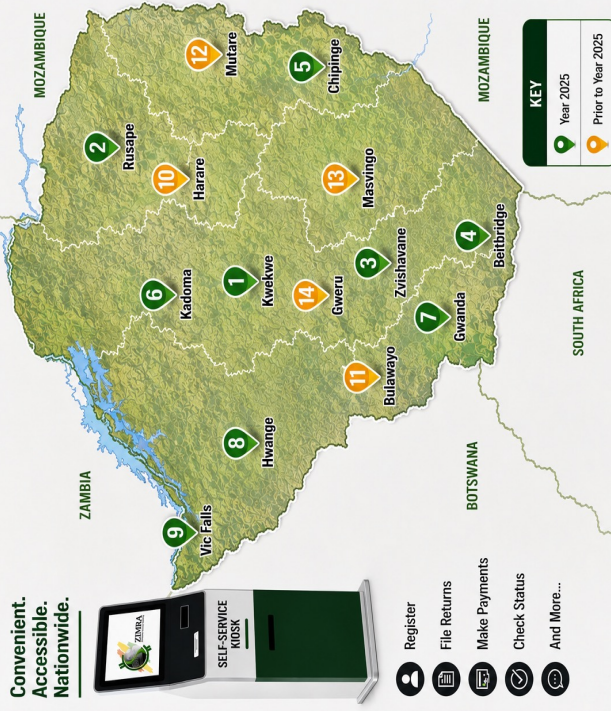 Convenient.
Accessible.
Nationwide.
ZIMRA
SELF-SERVICE
KIOSK
Register
File Returns
Make Payments
Check Status
And More...
ZAMBIA
MOZAMBIQUE
MOZAMBIQUE
BOTSWANA
SOUTH AFRICA
9
Vic Falls
8
Hwange
11
Bulawayo
7
Gwanda
6
Kadoma
1
Kwekwe
14
Gweru
3
Zvishavane
4
Beitbridge
2
Rusape
10
Harare
13
Masvingo
12
Mutare
5
Chipinge
KEY
Year 2025
Prior to Year 2025